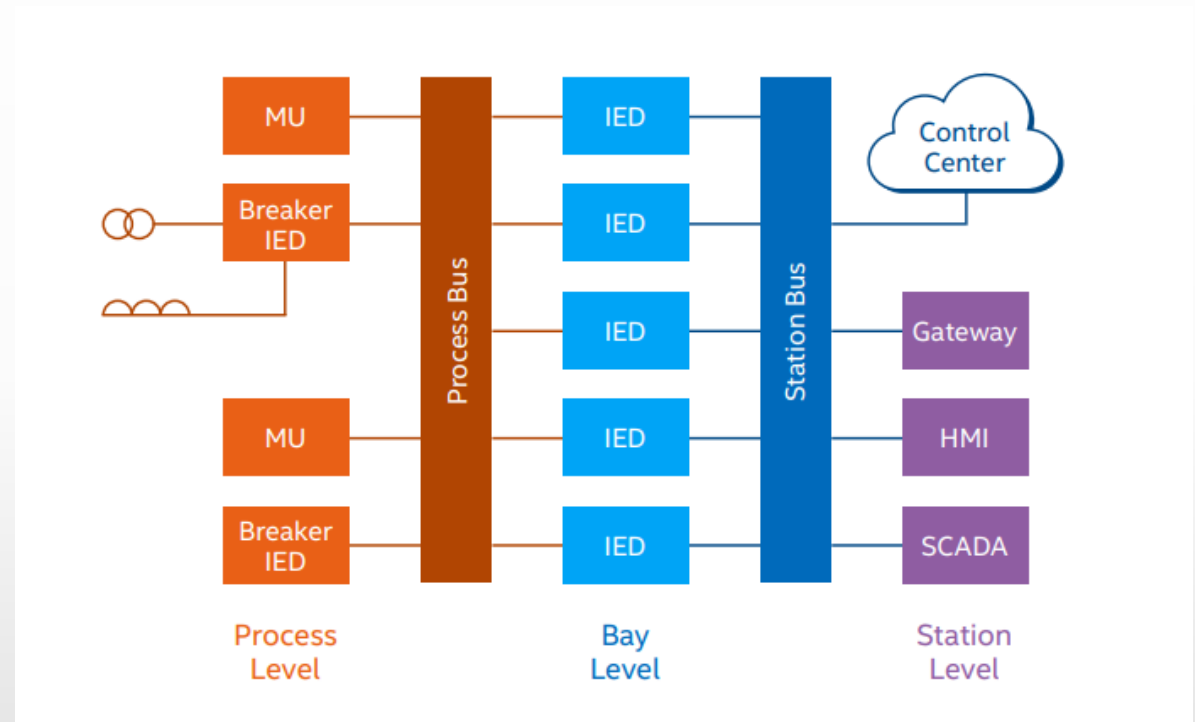 MU
IED
Control
Center
Breaker
IED
IED
Process Bus
Station Bus
IED
Gateway
MU
IED
HMI
Breaker
IED
IED
SCADA
Process
Level
Bay
Level
Station
Level